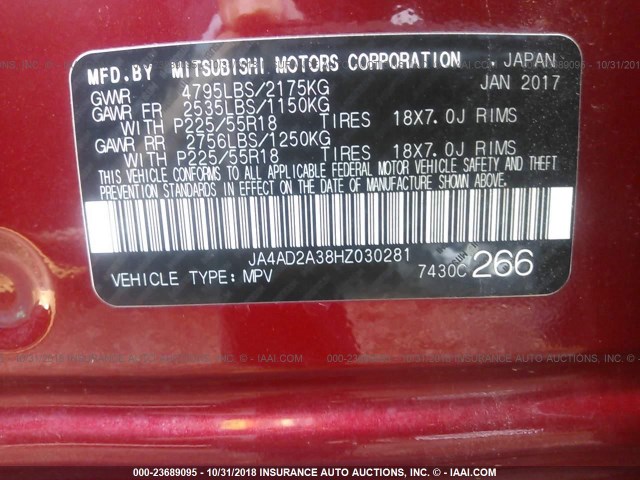 MFD.BY MITSUBISHI MOTORS CORPORATION , JAPAN
GVWR 4795LBS/2175KG JAN 2017
GAWR FR 2535LBS/1150KG
WITH P225/55R18 TIRES 18X7.0J RIMS
GAWR RR 2756LBS/1250KG
WITH P225/55R18 TIRES 18X7.0J RIMS
THIS VEHICLE CONFORMS TO ALL APPLICABLE FEDERAL MOTOR VEHICLE SAFETY AND THEFT
PREVENTION STANDARDS IN EFFECT ON THE DATE OF MANUFACTURE SHOWN ABOVE.
JA4AD2A38HZ030281
VEHICLE TYPE: MPV 7430C 266
000-23689095 - 10/31/2018 INSURANCE AUTO AUCTIONS - © IAAI.COM